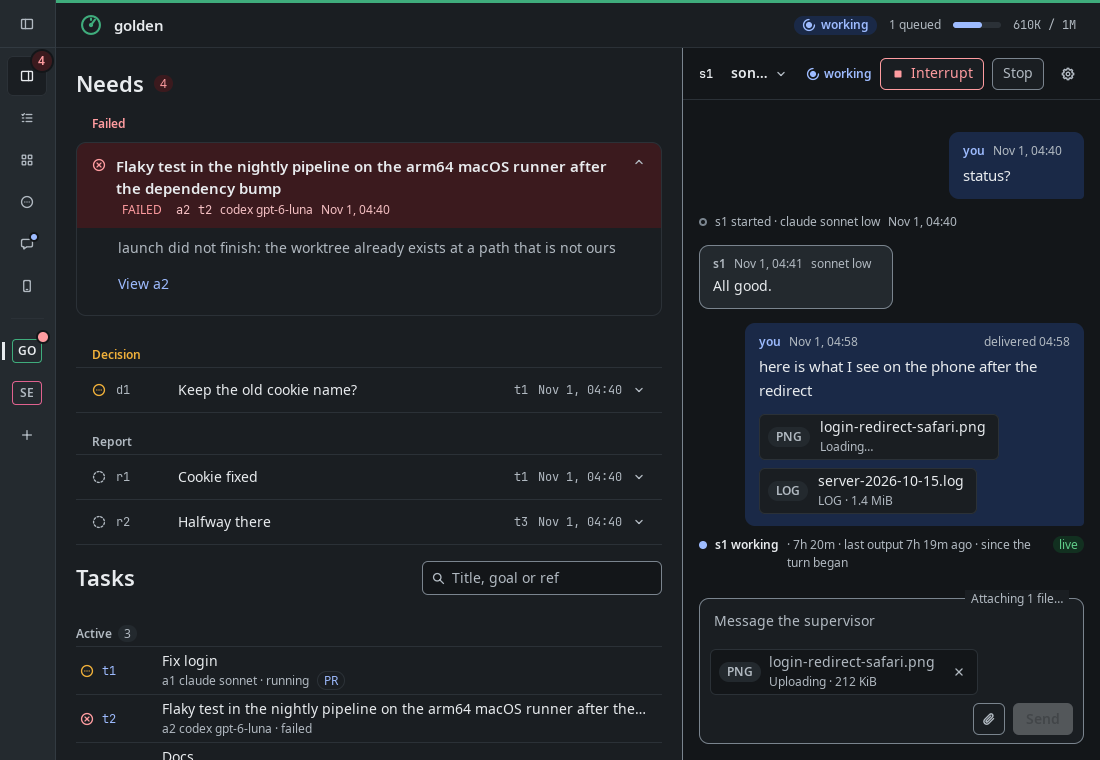 golden
working
1 queued
610K / 1M
4
GO
SE
Needs 4
Failed
Flaky test in the nightly pipeline on the arm64 macOS runner after
the dependency bump
FAILED a2 t2 codex gpt-6-luna Nov 1, 04:40
launch did not finish: the worktree already exists at a path that is not ours
View a2
Decision
d1 Keep the old cookie name? t1 Nov 1, 04:40
Report
r1 Cookie fixed t1 Nov 1, 04:40
r2 Halfway there t3 Nov 1, 04:40
Tasks
Title, goal or ref
Active 3
t1 Fix login
a1 claude sonnet · running PR
t2 Flaky test in the nightly pipeline on the arm64 macOS runner after the…
a2 codex gpt-6-luna · failed
Docs
s1 son… working Interrupt Stop
you Nov 1, 04:40
status?
s1 started · claude sonnet low Nov 1, 04:40
s1 Nov 1, 04:41 sonnet low
All good.
you Nov 1, 04:58 delivered 04:58
here is what I see on the phone after the
redirect
PNG login-redirect-safari.png
Loading…
LOG server-2026-10-15.log
LOG · 1.4 MiB
s1 working · 7h 20m · last output 7h 19m ago · since the
turn began
live
Attaching 1 file…
Message the supervisor
PNG login-redirect-safari.png
Uploading · 212 KiB
Send